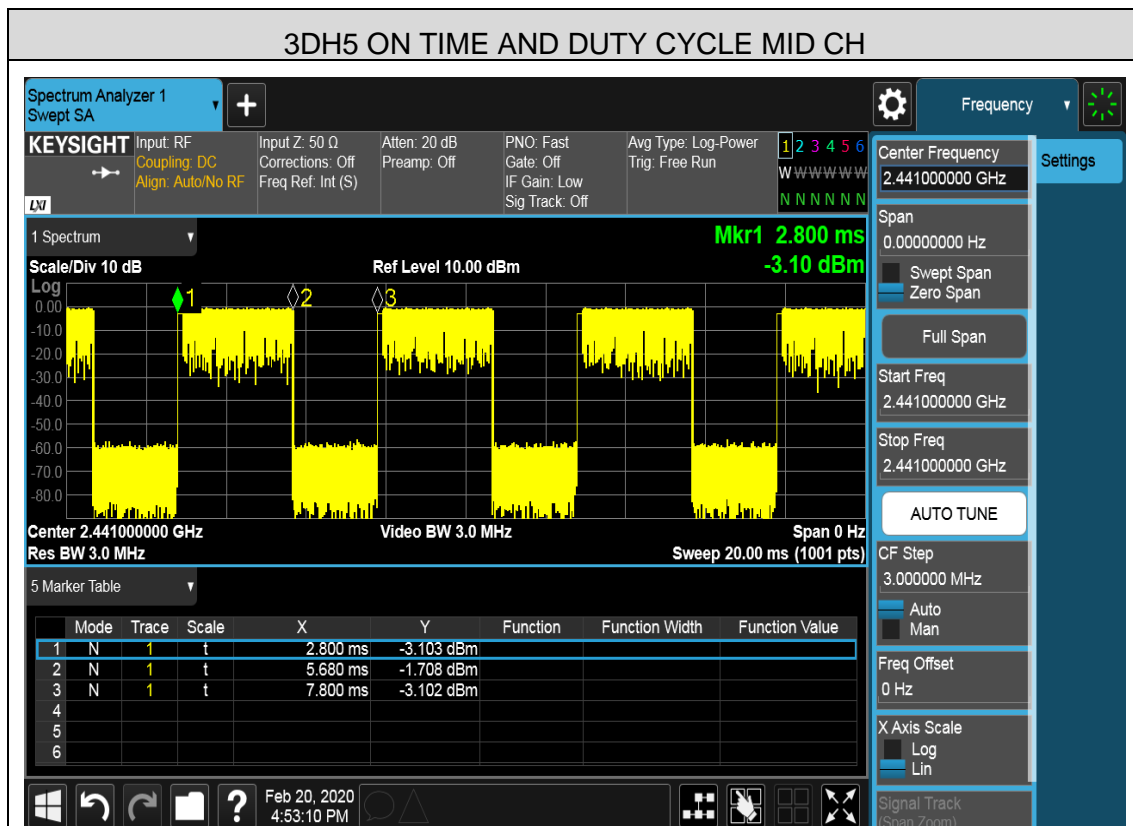 3DH5 ON TIME AND DUTY CYCLE MID CH
Spectrum Analyzer 1
Swept SA
Frequency
KEYSIGHT
LXI
Input: RF
Coupling: DC
Align: Auto/No RF
Input Z: 50 Ω
Corrections: Off
Freq Ref: Int (S)
Atten: 20 dB
Preamp: Off
PNO: Fast
Gate: Off
IF Gain: Low
Sig Track: Off
Avg Type: Log-Power
Trig: Free Run
1 2 3 4 5 6
W W W W W W
N N N N N N
1 Spectrum
Mkr1 2.800 ms
-3.10 dBm
Scale/Div 10 dB
Ref Level 10.00 dBm
Log
1
2
3
0.00
-10.0
-20.0
-30.0
-40.0
-50.0
-60.0
-70.0
-80.0
Center 2.441000000 GHz
Video BW 3.0 MHz
Span 0 Hz
Res BW 3.0 MHz
Sweep 20.00 ms (1001 pts)
5 Marker Table
Mode Trace Scale X Y Function Function Width Function Value
1 N 1 t 2.800 ms -3.103 dBm
2 N 1 t 5.680 ms -1.708 dBm
3 N 1 t 7.800 ms -3.102 dBm
4
5
6
Feb 20, 2020
4:53:10 PM
Center Frequency
2.441000000 GHz
Settings
Span
0.00000000 Hz
Swept Span
Zero Span
Full Span
Start Freq
2.441000000 GHz
Stop Freq
2.441000000 GHz
AUTO TUNE
CF Step
3.000000 MHz
Auto
Man
Freq Offset
0 Hz
X Axis Scale
Log
Lin
Signal Track
(Span Zoom)